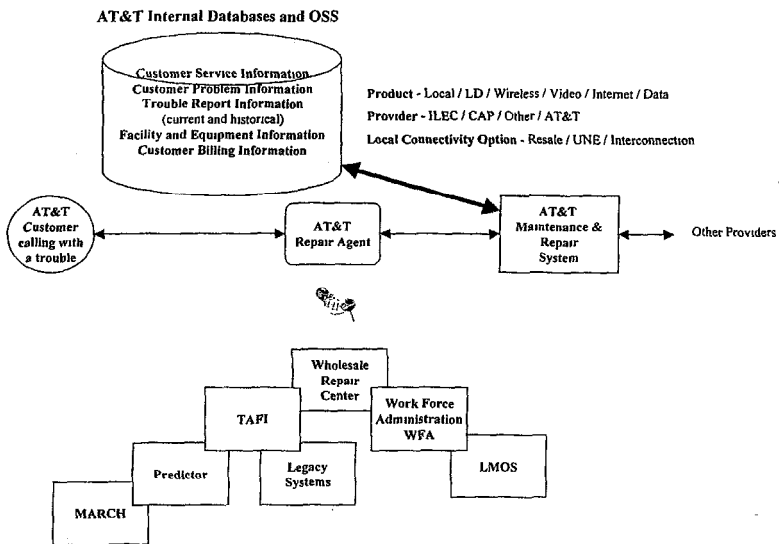 AT&T Internal Databases and OSS
Customer Service Information
Customer Problem Information
Trouble Report Information
(current and historical)
Facility and Equipment Information
Customer Billing Information
Product - Local / LD / Wireless / Video / Internet / Data
Provider - ILEC / CAP / Other / AT&T
Local Connectivity Option - Resale / UNE / Interconnection
AT&T
Customer
calling with
a trouble
AT&T
Repair Agent
AT&T
Maintenance &
Repair
System
Other Providers
Wholesale
Repair
Center
TAFI
Work Force
Administration
WFA
Predictor
Legacy
Systems
LMOS
MARCH